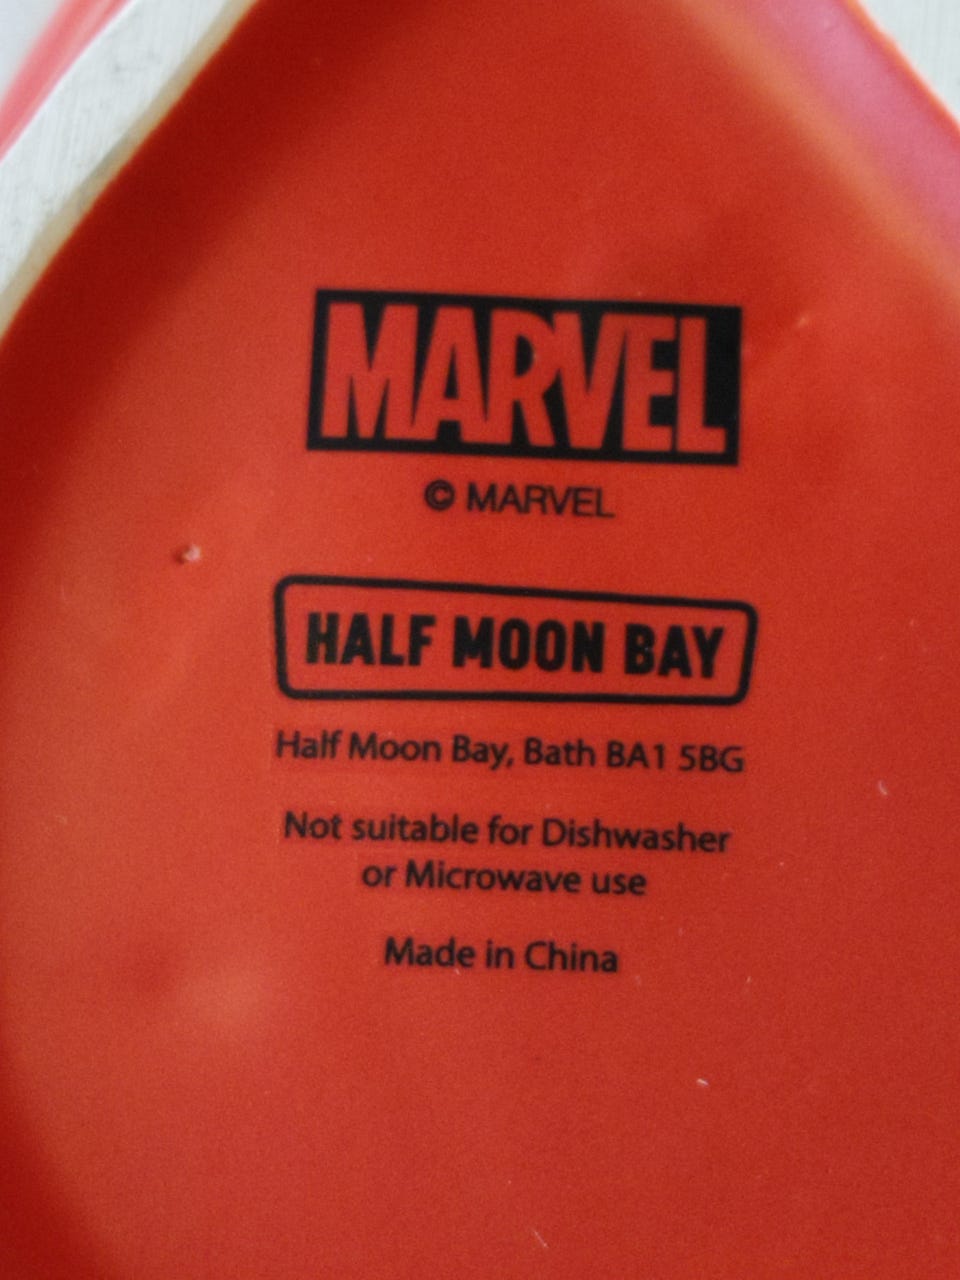 MARVEL
© MARVEL
HALF MOON BAY
Half Moon Bay, Bath BA1 5BG
Not suitable for Dishwasher
or Microwave use
Made in China